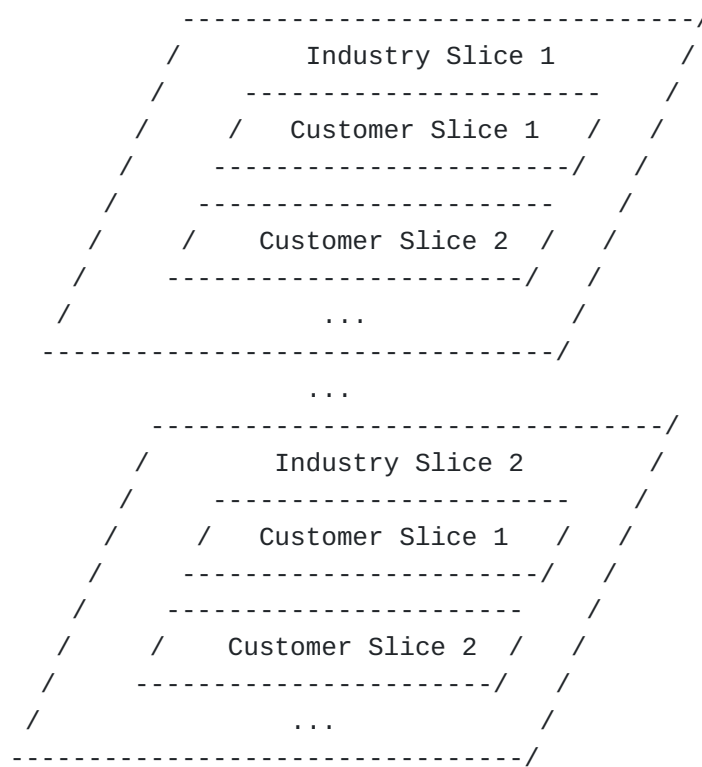 Industry Slice 1
Customer Slice 1
Customer Slice 2
...
...
Industry Slice 2
Customer Slice 1
Customer Slice 2
...